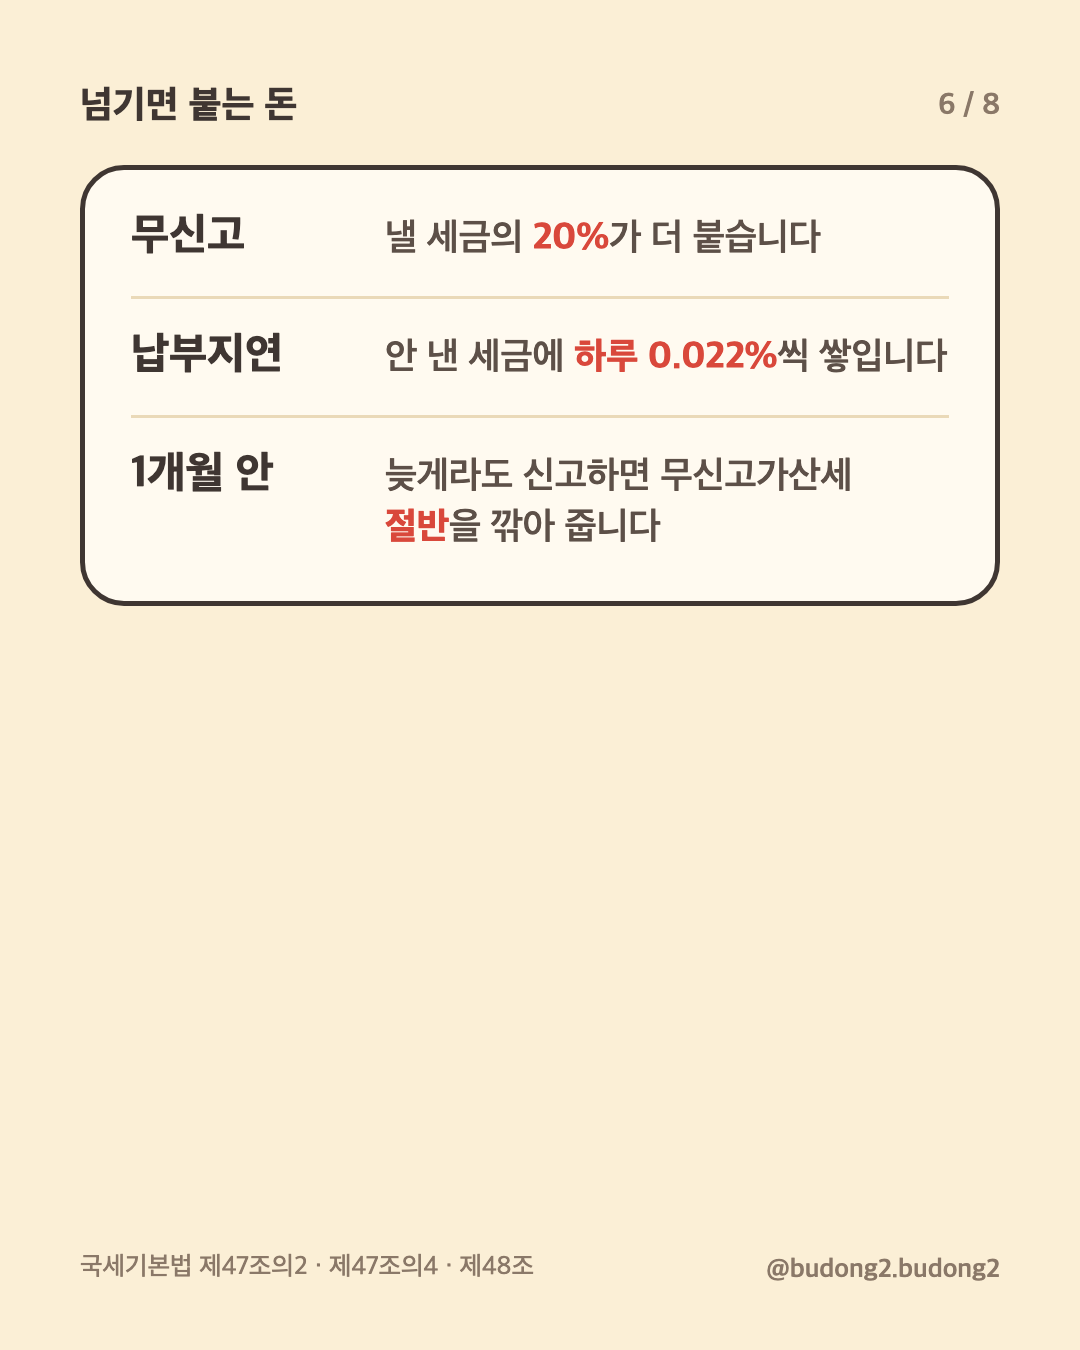 넘기면 붙는 돈
6 / 8
무신고
낼 세금의 20%가 더 붙습니다
납부지연
안 낸 세금에 하루 0.022%씩 쌓입니다
1개월 안
늦게라도 신고하면 무신고가산세
절반을 깎아 줍니다
국세기본법 제47조의2 · 제47조의4 · 제48조
@budong2.budong2